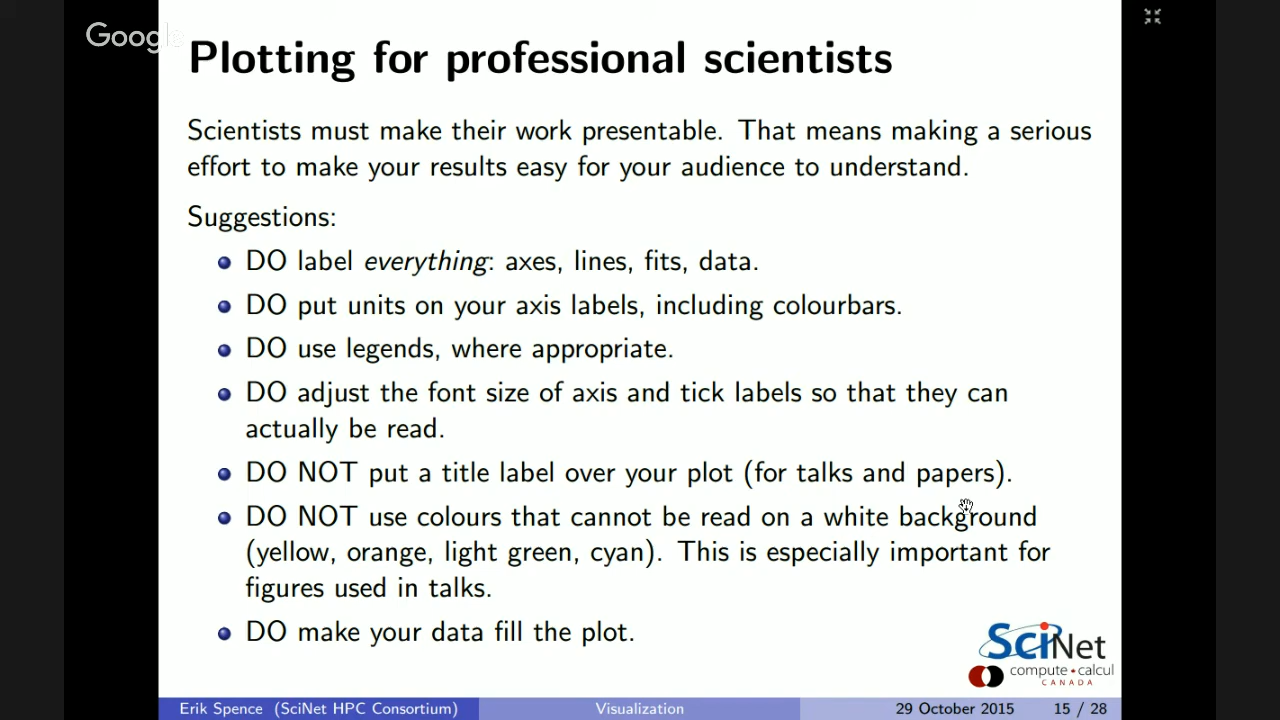 Google
Plotting for professional scientists
Scientists must make their work presentable. That means making a serious
effort to make your results easy for your audience to understand.
Suggestions:
DO label everything: axes, lines, fits, data.
DO put units on your axis labels, including colourbars.
DO use legends, where appropriate.
DO adjust the font size of axis and tick labels so that they can
actually be read.
DO NOT put a title label over your plot (for talks and papers).
DO NOT use colours that cannot be read on a white background
(yellow, orange, light green, cyan). This is especially important for
figures used in talks.
DO make your data fill the plot.
SciNet
compute • calcul
CANADA
Erik Spence (SciNet HPC Consortium) Visualization 29 October 2015 15 / 28